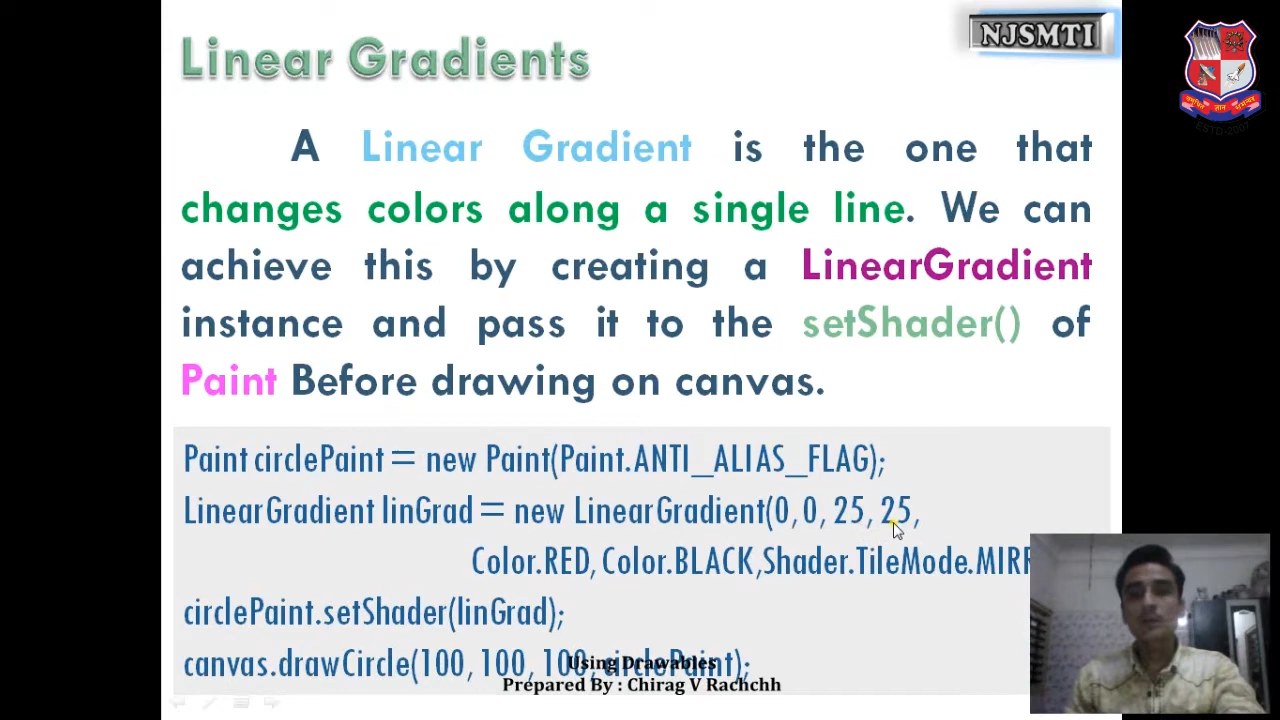 Linear Gradients
NJSMTI
A Linear Gradient is the one that
changes colors along a single line. We can
achieve this by creating a LinearGradient
instance and pass it to the setShader() of
Paint Before drawing on canvas.
Paint circlePaint = new Paint(Paint.ANTI_ALIAS_FLAG);
LinearGradient linGrad = new LinearGradient(0, 0, 25, 25,
Color.RED, Color.BLACK,Shader.TileMode.MIRR
circlePaint.setShader(linGrad);
canvas.drawCircle(100, 100, 100, circlePaint);
Using Drawables
Prepared By : Chirag V Rachchh
ESTD-2007